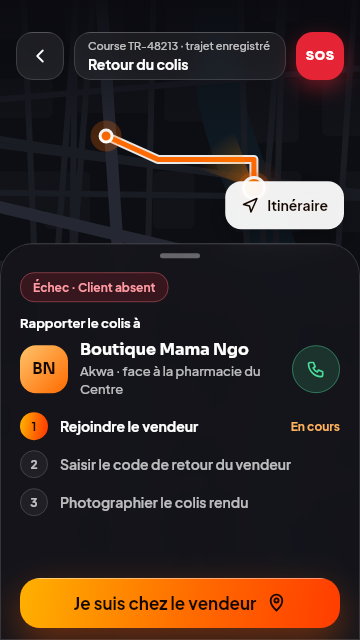 Course TR-48213 · trajet enregistré
Retour du colis
SOS
Itinéraire
Échec · Client absent
Rapporter le colis à
BN
Boutique Mama Ngo
Akwa · face à la pharmacie du
Centre
1 Rejoindre le vendeur En cours
2 Saisir le code de retour du vendeur
3 Photographier le colis rendu
Je suis chez le vendeur